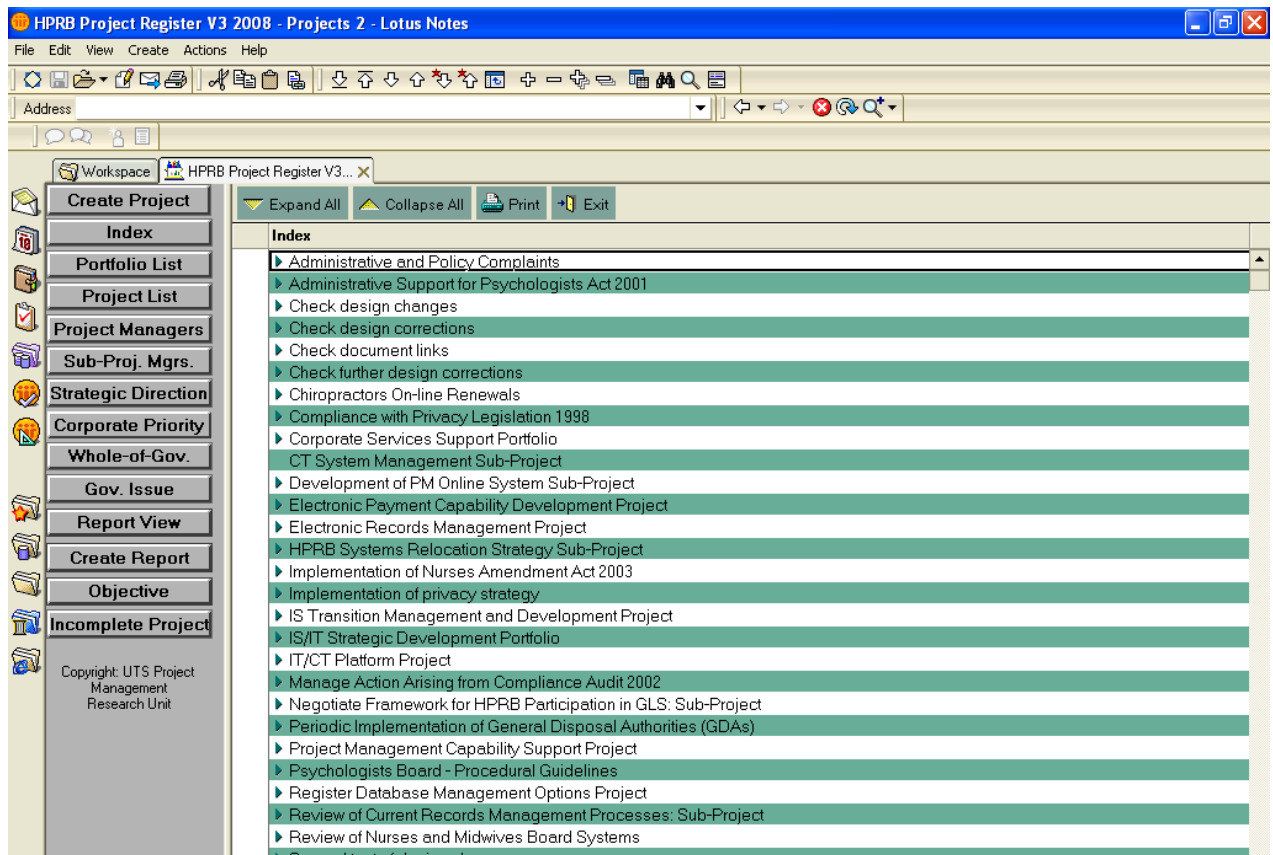 HPRB Project Register V3 2008 - Projects 2 - Lotus Notes
File Edit View Create Actions Help
Address
Workspace HPRB Project Register V3...
Create Project
Index
Portfolio List
Project List
Project Managers
Sub-Proj. Mgrs.
Strategic Direction
Corporate Priority
Whole-of-Gov.
Gov. Issue
Report View
Create Report
Objective
Incomplete Project
Copyright: UTS Project
Management
Research Unit
Expand All Collapse All Print Exit
Index
Administrative and Policy Complaints
Administrative Support for Psychologists Act 2001
Check design changes
Check design corrections
Check document links
Check further design corrections
Chiropractors On-line Renewals
Compliance with Privacy Legislation 1998
Corporate Services Support Portfolio
CT System Management Sub-Project
Development of PM Online System Sub-Project
Electronic Payment Capability Development Project
Electronic Records Management Project
HPRB Systems Relocation Strategy Sub-Project
Implementation of Nurses Amendment Act 2003
Implementation of privacy strategy
IS Transition Management and Development Project
IS/IT Strategic Development Portfolio
IT/CT Platform Project
Manage Action Arising from Compliance Audit 2002
Negotiate Framework for HPRB Participation in GLS: Sub-Project
Periodic Implementation of General Disposal Authorities (GDAs)
Project Management Capability Support Project
Psychologists Board - Procedural Guidelines
Register Database Management Options Project
Review of Current Records Management Processes: Sub-Project
Review of Nurses and Midwives Board Systems